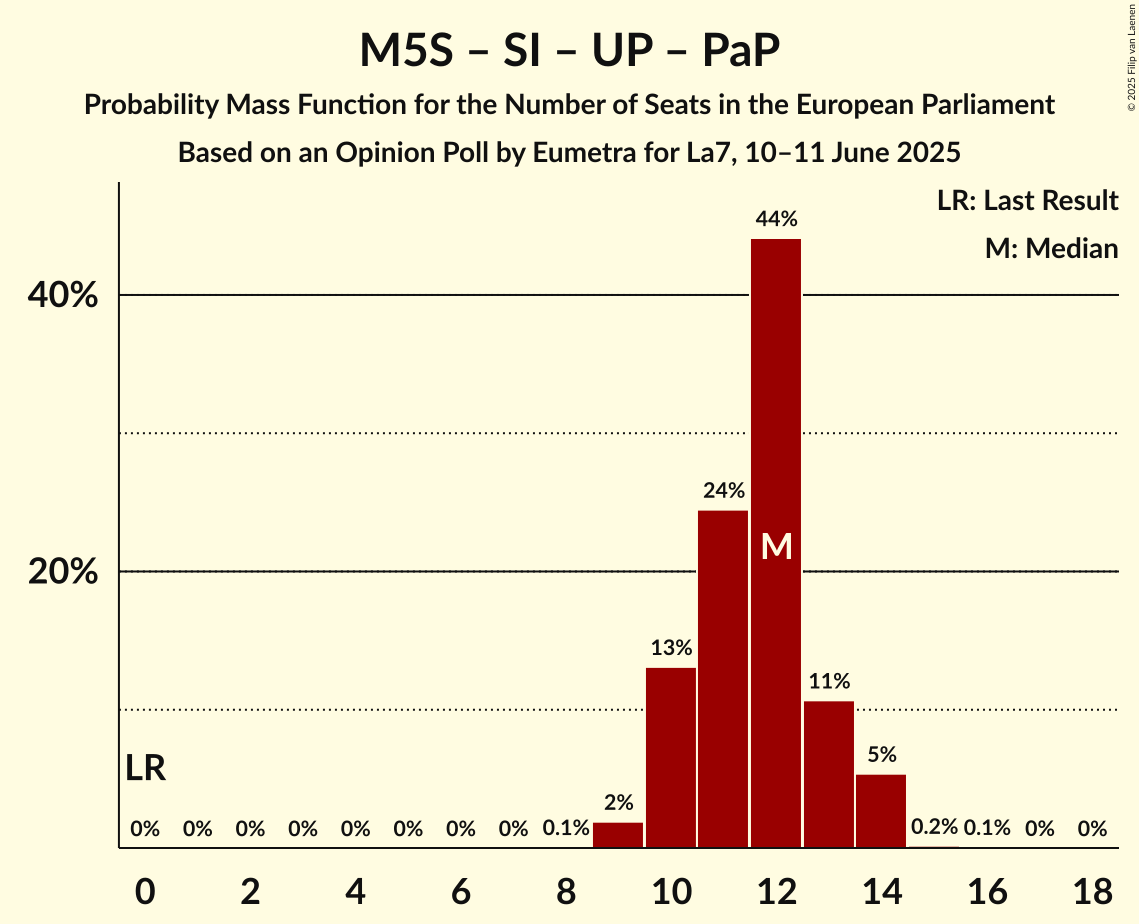 M5S – SI – UP – PaP
Probability Mass Function for the Number of Seats in the European Parliament
Based on an Opinion Poll by Eumetra for La7, 10–11 June 2025
© 2025 Filip van Laenen
LR: Last Result
M: Median
44%
40%
24%
M
20%
13%
11%
LR
5%
2%
0% 0% 0% 0% 0% 0% 0% 0% 0.1% 0.2% 0.1% 0% 0%
0 2 4 6 8 10 12 14 16 18